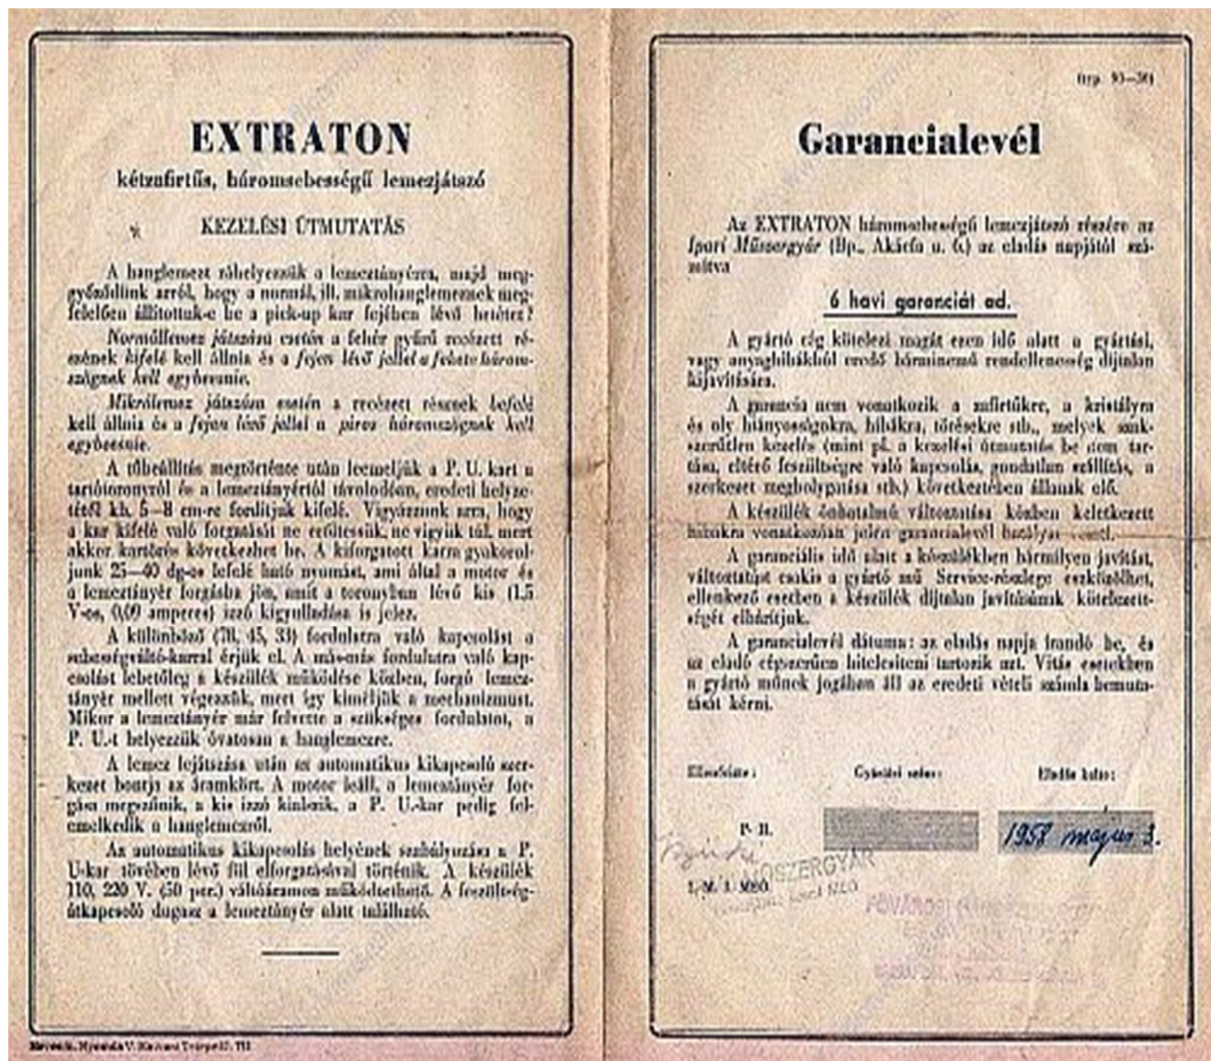 EXTRATON
kétzafirtűs, háromsebességű lemezjátszó
KEZELÉSI ÚTMUTATÁS
A hanglemezt ráhelyezzük a lemeztányérra, majd meg-
győződünk arról, hogy a normál, ill. mikrohanglemeznek meg-
felelően állítottuk-e be a pick-up kar fejében lévő betétet?
Normállemez játszása esetén a fehér gyűrű recézett ré-
szének kifelé kell állnia és a fejen lévő jellel a fekete három-
szögnek kell egybeesnie.
Mikrólemez játszása esetén a recézett résznek befelé
kell állnia és a fejen lévő jellel a piros háromszögnek kell
egybeesnie.
A tűbeállítás megtörténte után leemeljük a P. U. kart a
tartótoronyról és a lemeztányértól távolodóan, eredeti helyze-
tétől kb. 5—8 cm-re fordítjuk kifelé. Vigyázzunk arra, hogy
a kar kifelé való forgatását ne erőltessük, ne vigyük túl, mert
akkor kartörés következhet be. A kiforgatott karra gyakorol-
junk 25—40 dg-os lefelé ható nyomást, ami által a motor és
a lemeztányér forgásba jön, amit a toronyban lévő kis (1,5
V-os, 0,09 amperes) izzó kigyulladása is jelez.
A különböző (78, 45, 33) fordulatra való kapcsolást a
sebességváltó-karral érjük el. A más-más fordulatra való kap-
csolást lehetőleg a készülék működése közben, forgó lemez-
tányér mellett végezzük, mert így kíméljük a mechanizmust.
Mikor a lemeztányér már felvette a szükséges fordulatot, a
P. U.-t helyezzük óvatosan a hanglemezre.
A lemez lejátszása után az automatikus kikapcsoló szer-
kezet bontja az áramkört. A motor leáll, a lemeztányér for-
gása megszűnik, a kis izzó kialszik, a P. U.-kar pedig fel-
emelkedik a hanglemezről.
Az automatikus kikapcsolás helyének szabályozása a P.
U-kar tövében lévő fül elforgatásával történik. A készülék
110, 220 V. (50 per.) váltóáramon működtethető. A feszültség-
átkapcsoló dugasz a lemeztányér alatt található.
Garancialevél
Az EXTRATON háromsebességű lemezjátszó részére az
Ipari Műszergyár (Bp., Akácfa u. 6.) az eladás napjától szá-
mítva
6 havi garanciát ad.
A gyártó cég kötelezi magát ezen idő alatt a gyártási,
vagy anyaghibákból eredő bárminemű rendellenesség díjtalan
kijavítására.
A garancia nem vonatkozik a zafirtűkre, a kristályra
és oly hiányosságokra, hibákra, törésekre stb., melyek szak-
szerűtlen kezelés (mint pl. a kezelési útmutatás be nem tar-
tása, eltérő feszültségre való kapcsolás, gondatlan szállítás, a
szerkezet megbolygatása stb.) következtében állanak elő.
A készülék önhatalmú változtatása közben keletkezett
hibákra vonatkozóan jelen garancialevél hatályát veszti.
A garanciális idő alatt a készülékben bármilyen javítást,
változtatást csakis a gyártó mű Service-részlege eszközölhet,
ellenkező esetben a készülék díjtalan javításának kötelezett-
ségét elhárítjuk.
A garancialevél dátuma: az eladás napja írandó be, és
az eladó cégszerűen hitelesíteni tartozik azt. Vitás esetekben
a gyártó műnek jogában áll az eredeti vételi számla bemuta-
tását kérni.
Ellenőrizte: Gyártási szám: Eladás kelte:
P. H.
1958 május 3.
I. M. I. MEO
MŰSZERGYÁR
FŐVÁROSI